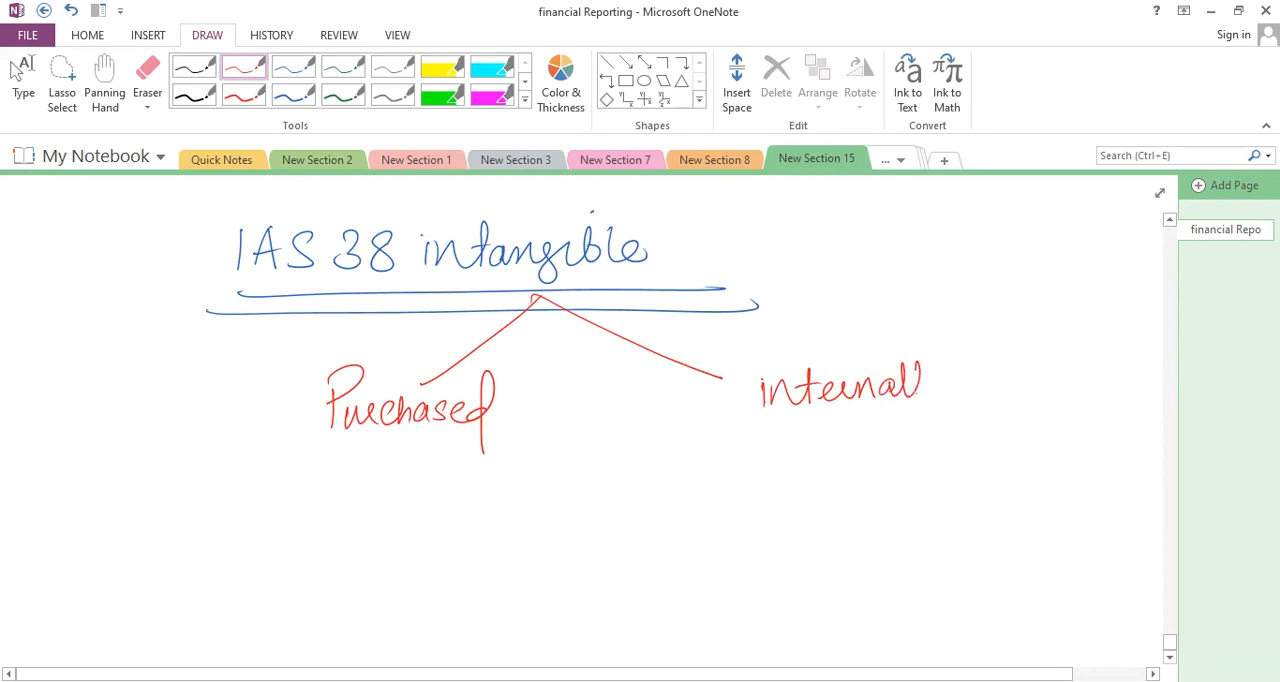 financial Reporting - Microsoft OneNote
?
FILE HOME INSERT DRAW HISTORY REVIEW VIEW
Sign in
Type
Lasso Select
Panning Hand
Eraser
Color & Thickness
Insert Space
Delete
Arrange
Rotate
Ink to Text
Ink to Math
Tools
Shapes
Edit
Convert
My Notebook
Quick Notes
New Section 2
New Section 1
New Section 3
New Section 7
New Section 8
New Section 15
...
Search (Ctrl+E)
Add Page
financial Repo
IAS 38 intangible
Purchased
internal